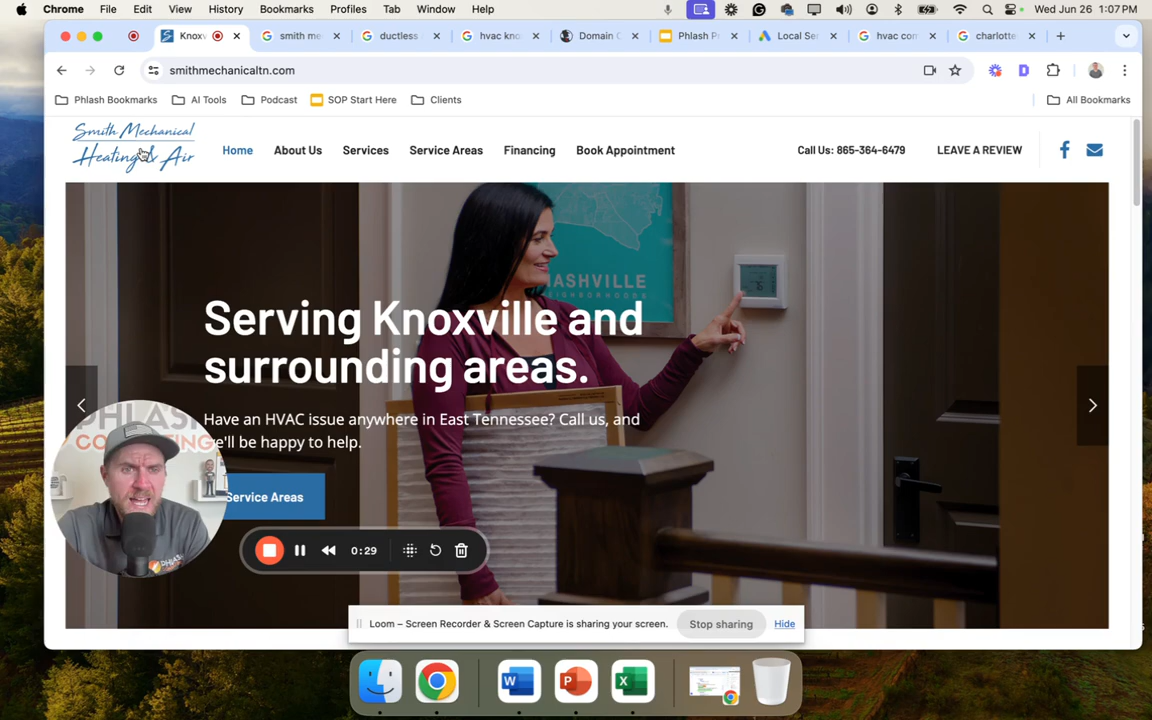 Chrome File Edit View History Bookmarks Profiles Tab Window Help Wed Jun 26 1:07 PM
Knox smith me ductless hvac kno Domain Phlash P Local Se hvac con charlotte
smithmechanicaltn.com
Phlash Bookmarks AI Tools Podcast SOP Start Here Clients All Bookmarks
Smith Mechanical
Heating & Air
Home About Us Services Service Areas Financing Book Appointment Call Us: 865-364-6479 LEAVE A REVIEW
NASHVILLE
NEIGHBORHOODS
Serving Knoxville and
surrounding areas.
Have an HVAC issue anywhere in East Tennessee? Call us, and
we'll be happy to help.
Service Areas
PHLASH
CONSULTING
0:29
Loom – Screen Recorder & Screen Capture is sharing your screen. Stop sharing Hide